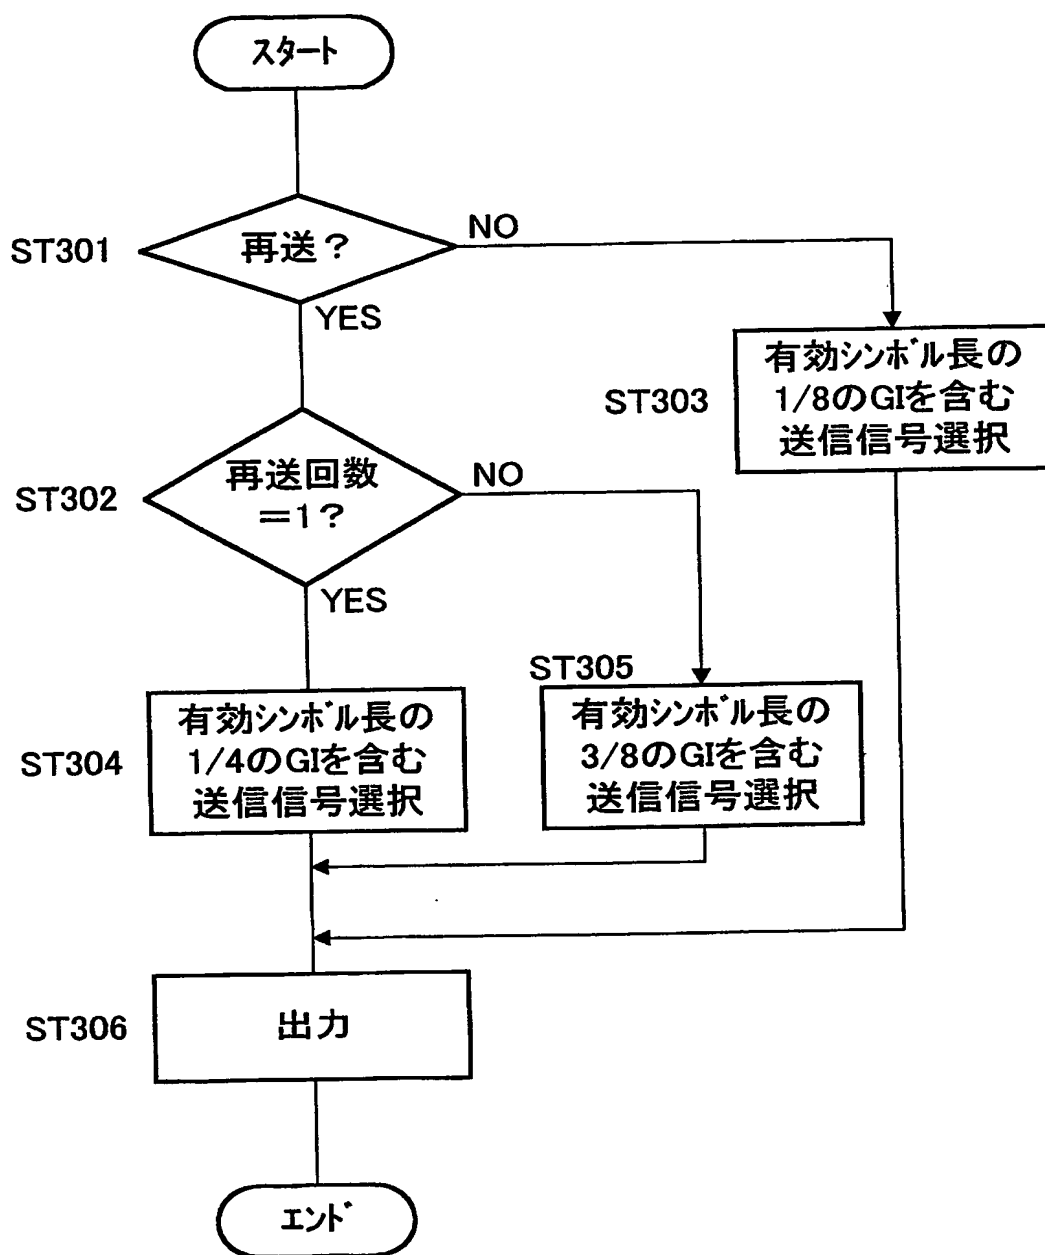 スタート
ST301
再送？
NO
YES
ST303
有効シンボル長の
1/8のGIを含む
送信信号選択
ST302
再送回数
＝1？
NO
YES
ST304
有効シンボル長の
1/4のGIを含む
送信信号選択
ST305
有効シンボル長の
3/8のGIを含む
送信信号選択
ST306
出力
エンド